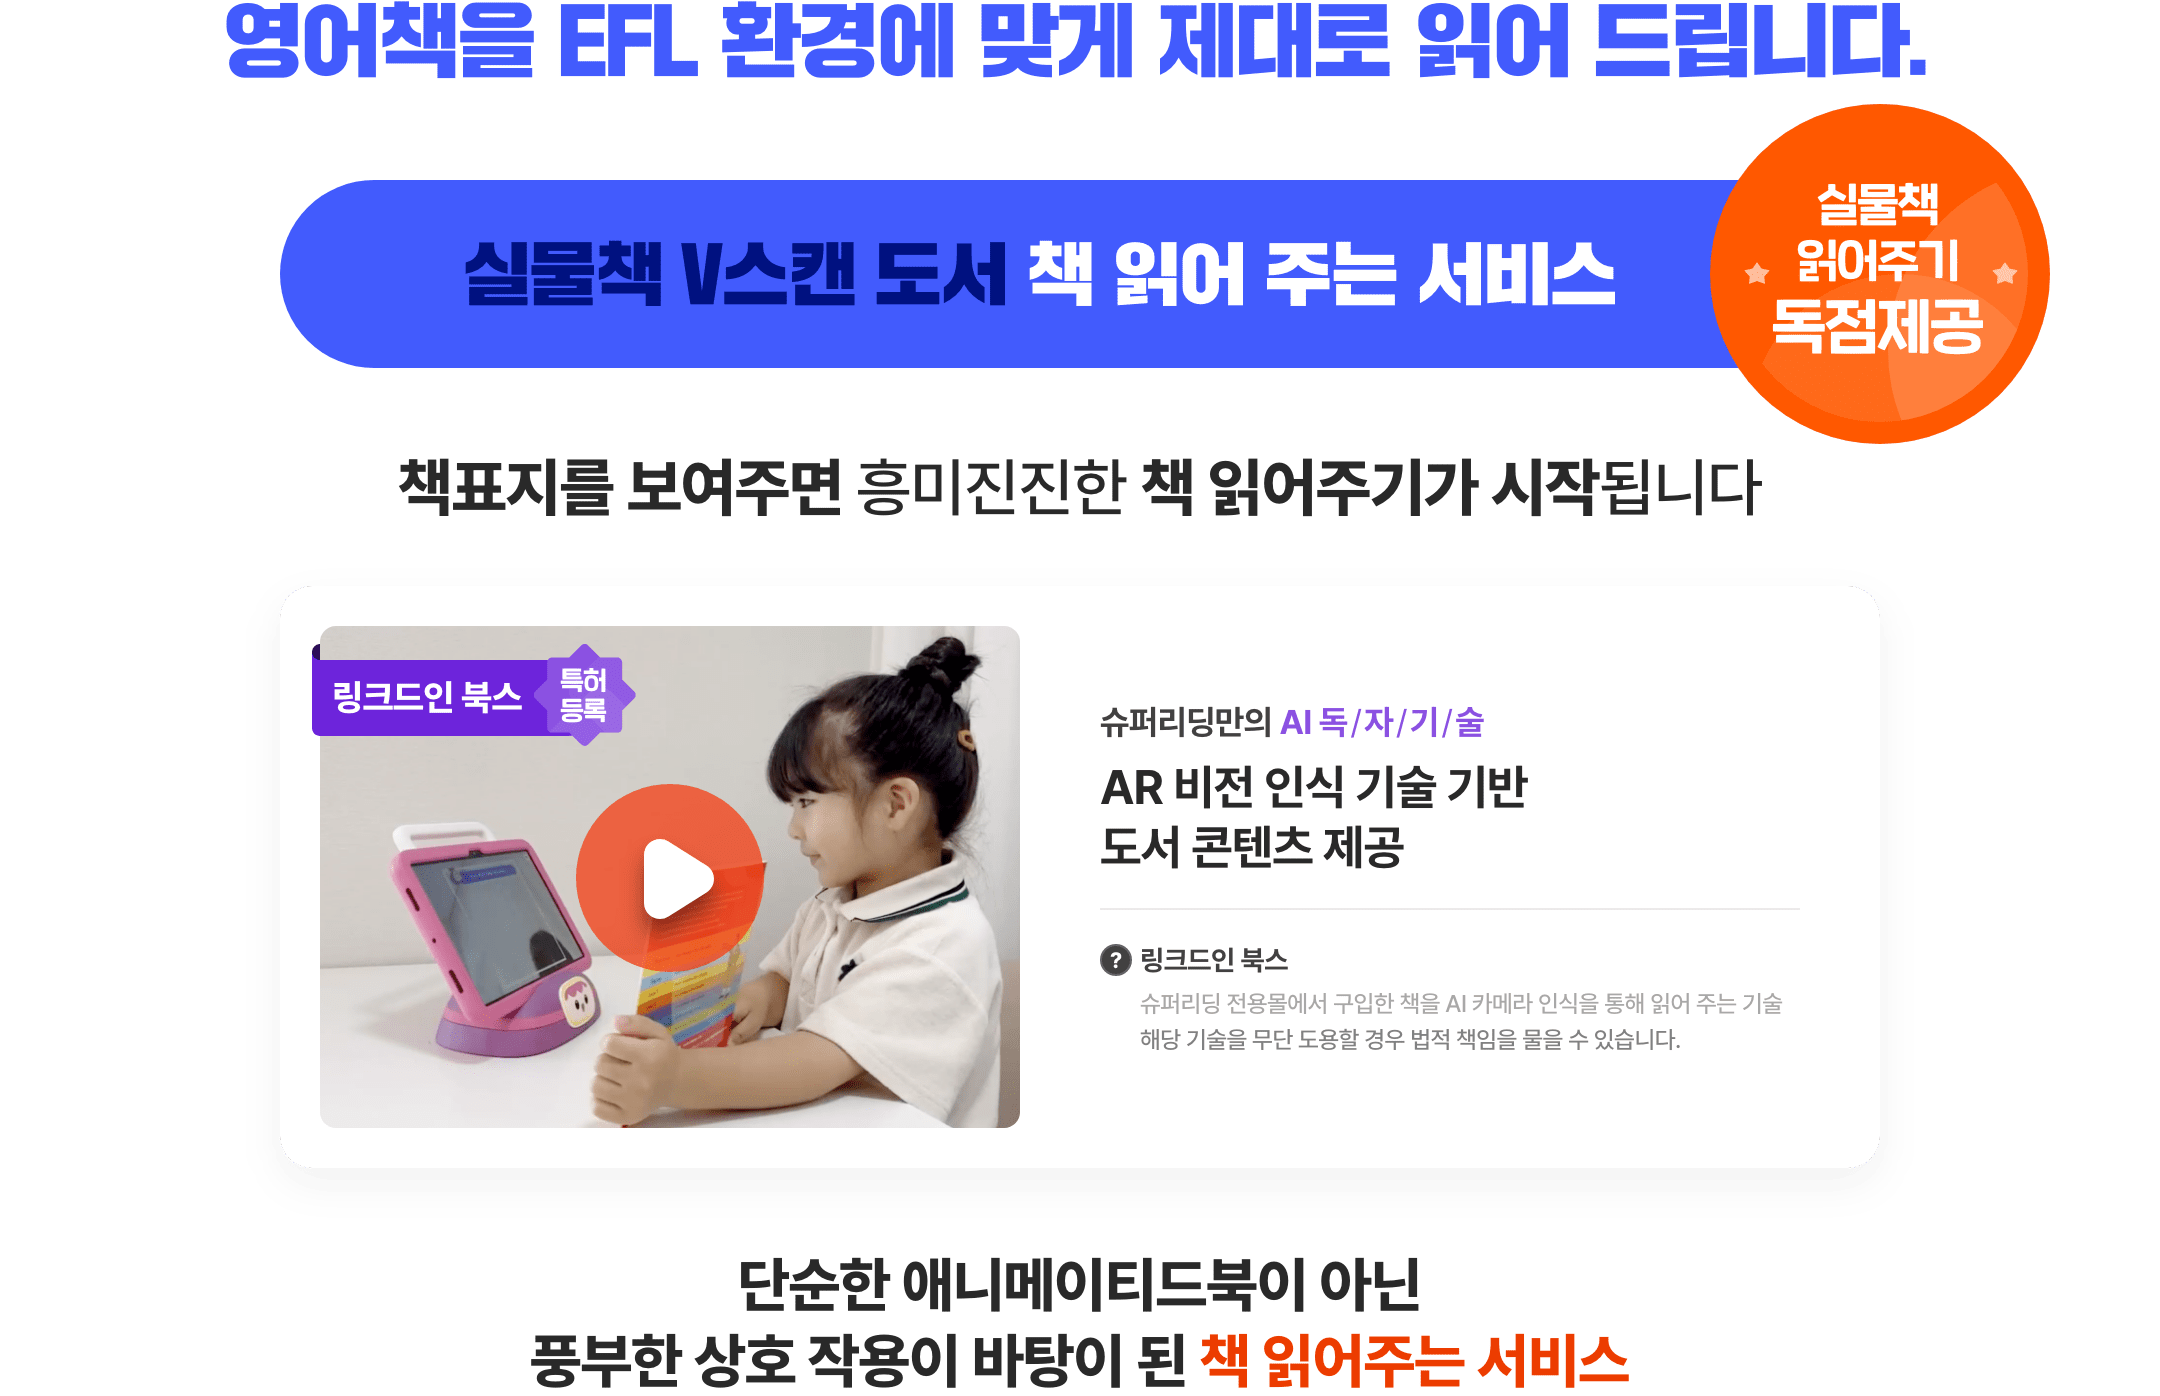 영어책을 EFL 환경에 맞게 제대로 읽어 드립니다.
실물책 V스캔 도서 책 읽어 주는 서비스
실물책
읽어주기
독점제공
책표지를 보여주면 흥미진진한 책 읽어주기가 시작됩니다
링크드인 북스
특허
등록
슈퍼리딩만의 AI 독/자/기/술
AR 비전 인식 기술 기반
도서 콘텐츠 제공
? 링크드인 북스
슈퍼리딩 전용몰에서 구입한 책을 AI 카메라 인식을 통해 읽어 주는 기술
해당 기술을 무단 도용할 경우 법적 책임을 물을 수 있습니다.
단순한 애니메이티드북이 아닌
풍부한 상호 작용이 바탕이 된 책 읽어주는 서비스